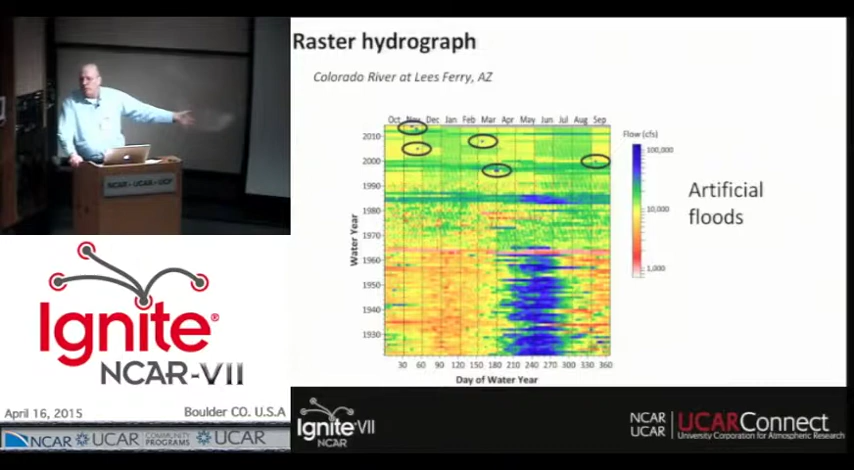 Raster hydrograph
Colorado River at Lees Ferry, AZ
Oct Nov Dec Jan Feb Mar Apr May Jun Jul Aug Sep
Flow (cfs)
100,000
10,000
1,000
2010
2000
1990
1980
1970
1960
1950
1940
1930
Water Year
30 60 90 120 150 180 210 240 270 300 330 360
Day of Water Year
Artificial
floods
NCAR • UCAR • UCP
Ignite®
NCAR-VII
April 16, 2015 Boulder CO. U.S.A
NCAR UCAR COMMUNITY PROGRAMS UCAR
Ignite VII
NCAR
NCAR
UCAR
UCARConnect
University Corporation for Atmospheric Research